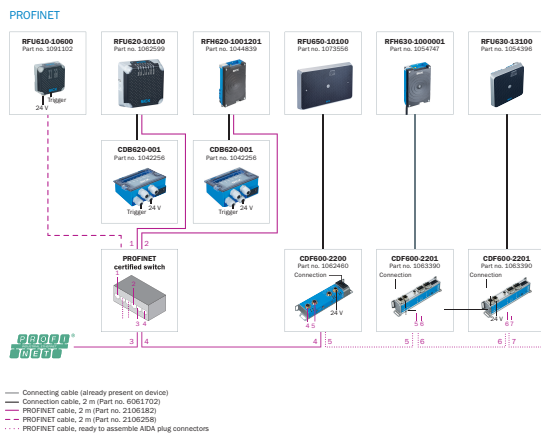 PROFINET
RFU610-10600
Part no. 1091102
Trigger
24 V
RFU620-10100
Part no. 1062599
RFH620-1001201
Part no. 1044839
RFU650-10100
Part no. 1073556
RFH630-1000001
Part no. 1054747
RFU630-13100
Part no. 1054396
CDB620-001
Part no. 1042256
24 V
Trigger
CDB620-001
Part no. 1042256
24 V
Trigger
1 2
PROFINET
certified switch
1
2
3 4
CDF600-2200
Part no. 1062460
Connection
24 V
4 5
CDF600-2201
Part no. 1063390
Connection
5 6
CDF600-2201
Part no. 1063390
Connection
24 V
6 7
PROFI
NET
®
3 4 4 5 5 6 6 7
Connecting cable (already present on device)
Connection cable, 2 m (Part no. 6061702)
PROFINET cable, 2 m (Part no. 2106182)
PROFINET cable, 2 m (Part no. 2106258)
PROFINET cable, ready to assemble AIDA plug connectors